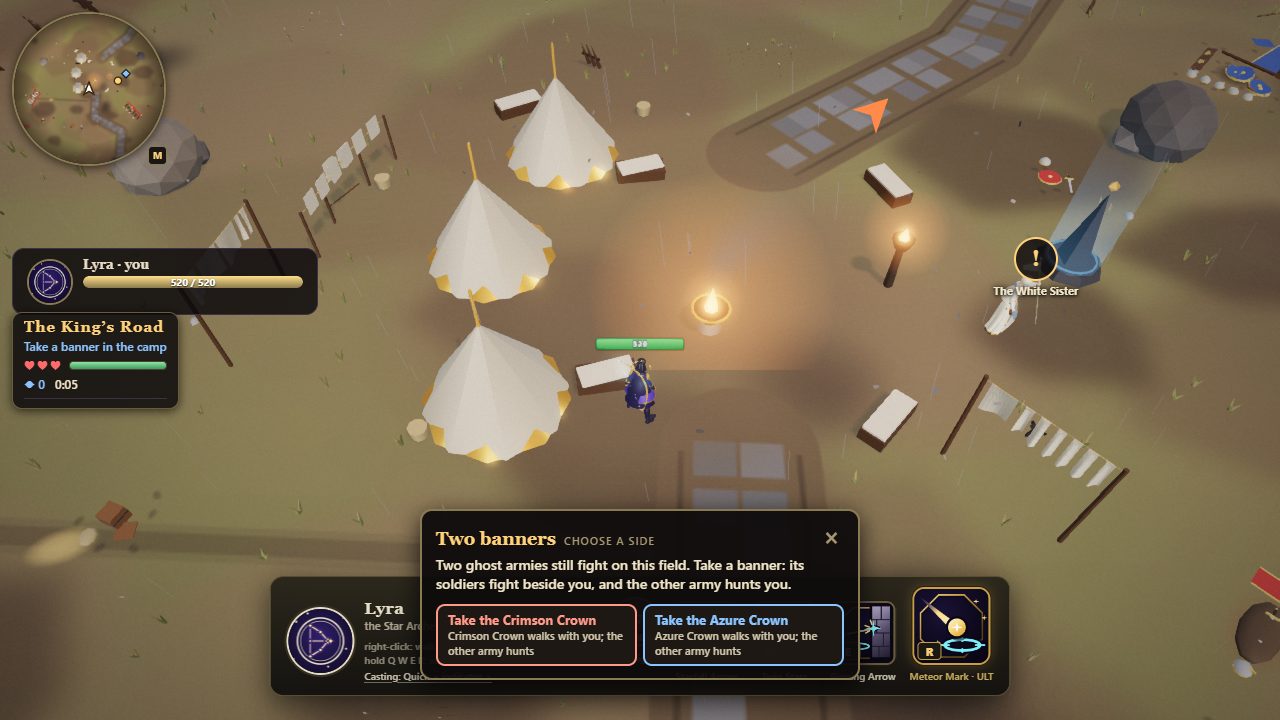 M
Lyra · you
520 / 520
The King's Road
Take a banner in the camp
0 0:05
520
!
The White Sister
Two banners CHOOSE A SIDE
Two ghost armies still fight on this field. Take a banner: its
soldiers fight beside you, and the other army hunts you.
Take the Crimson Crown
Crimson Crown walks with you; the
other army hunts
Take the Azure Crown
Azure Crown walks with you; the
other army hunts
Lyra
the Star
right-click:
hold Q W E
Casting:
Arrow
R
Meteor Mark · ULT